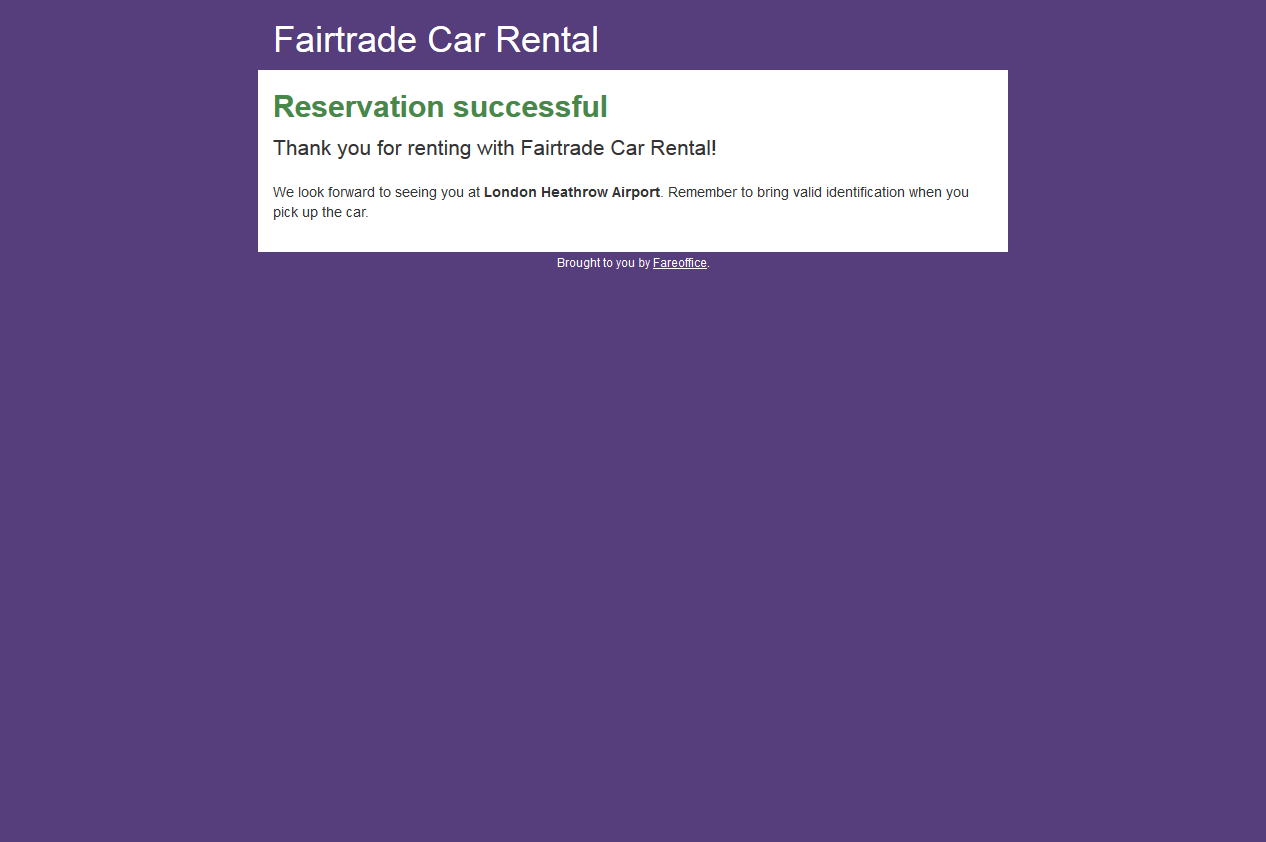 Fairtrade Car Rental
Reservation successful
Thank you for renting with Fairtrade Car Rental!
We look forward to seeing you at London Heathrow Airport. Remember to bring valid identification when you
pick up the car.
Brought to you by Fareoffice.